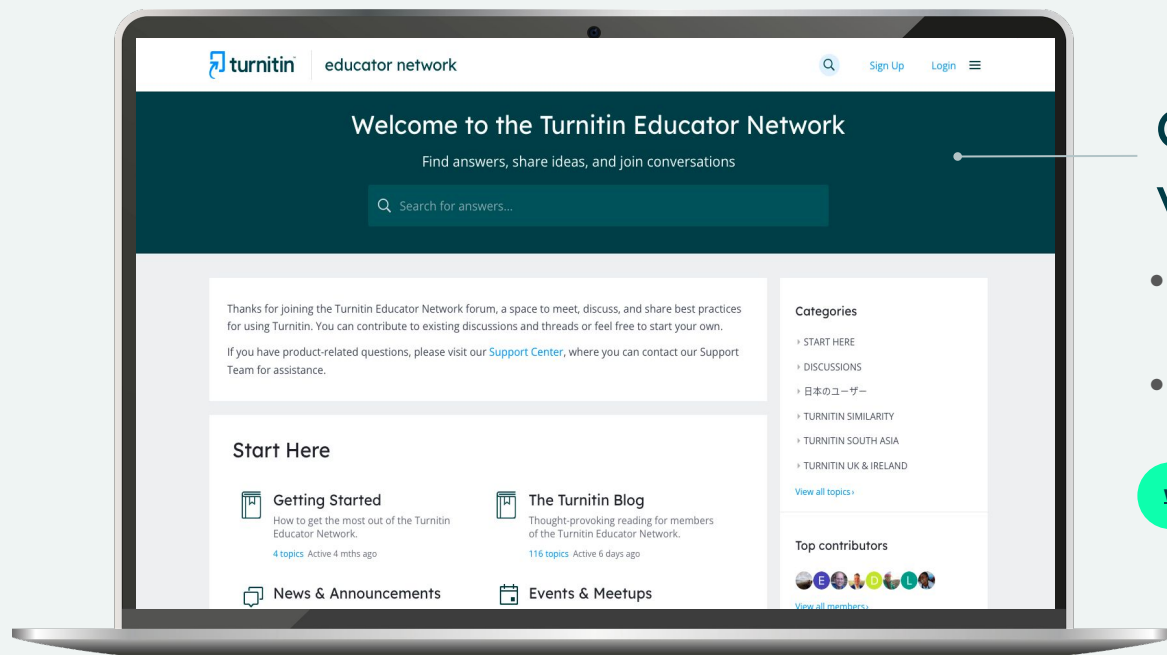 turnitin
educator network
Sign Up
Login
Welcome to the Turnitin Educator Network
Find answers, share ideas, and join conversations
Search for answers...
Thanks for joining the Turnitin Educator Network forum, a space to meet, discuss, and share best practices
for using Turnitin. You can contribute to existing discussions and threads or feel free to start your own.
If you have product-related questions, please visit our Support Center, where you can contact our Support
Team for assistance.
Start Here
Getting Started
How to get the most out of the Turnitin
Educator Network.
4 topics Active 4 mths ago
The Turnitin Blog
Thought-provoking reading for members
of the Turnitin Educator Network.
116 topics Active 6 days ago
News & Announcements
Events & Meetups
Categories
START HERE
DISCUSSIONS
日本のユーザー
TURNITIN SIMILARITY
TURNITIN SOUTH ASIA
TURNITIN UK & IRELAND
View all topics ›
Top contributors
E D L
View all members ›